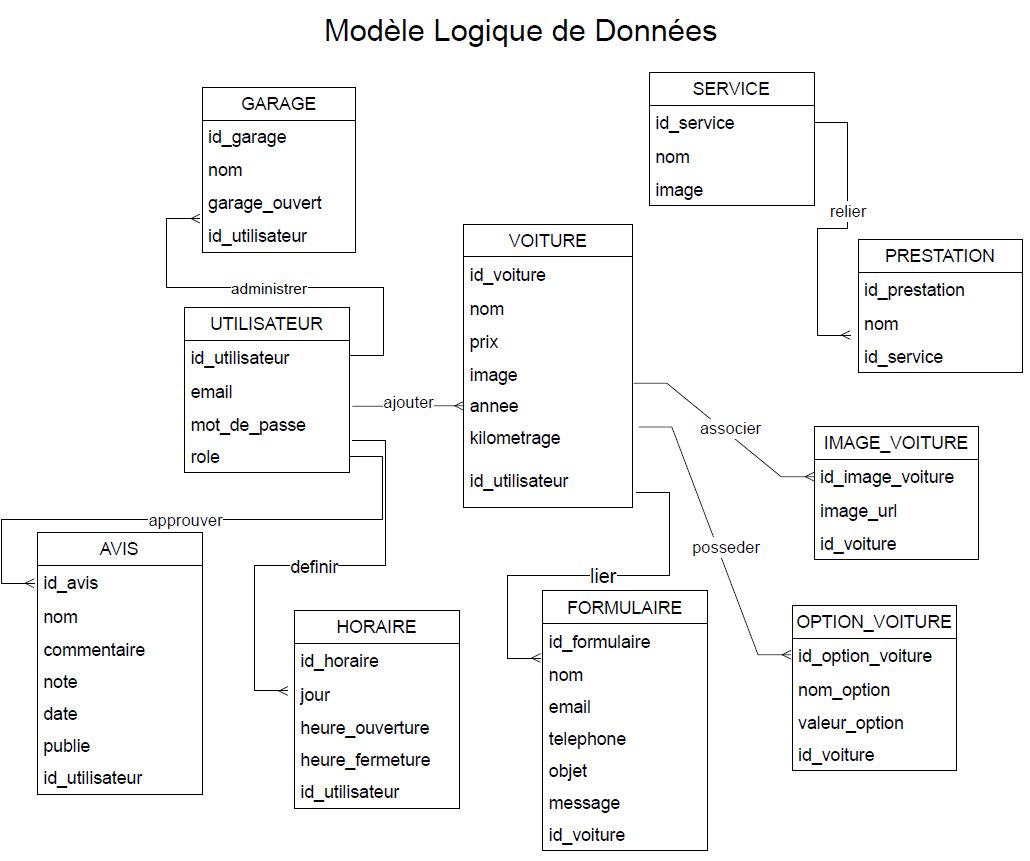 Modèle Logique de Données
GARAGE
id_garage
nom
garage_ouvert
id_utilisateur
SERVICE
id_service
nom
image
relier
PRESTATION
id_prestation
nom
id_service
administrer
UTILISATEUR
id_utilisateur
email
mot_de_passe
role
ajouter
VOITURE
id_voiture
nom
prix
image
annee
kilometrage
id_utilisateur
associer
IMAGE_VOITURE
id_image_voiture
image_url
id_voiture
posseder
OPTION_VOITURE
id_option_voiture
nom_option
valeur_option
id_voiture
approuver
AVIS
id_avis
nom
commentaire
note
date
publie
id_utilisateur
definir
HORAIRE
id_horaire
jour
heure_ouverture
heure_fermeture
id_utilisateur
lier
FORMULAIRE
id_formulaire
nom
email
telephone
objet
message
id_voiture